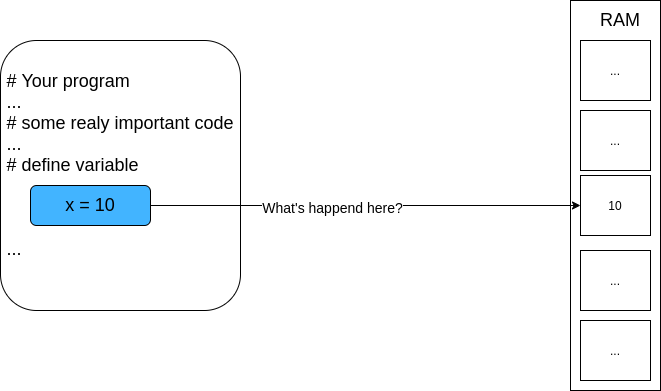 # Your program
...
# some realy important code
...
# define variable
x = 10
...
What's happend here?
RAM
...
...
10
...
...